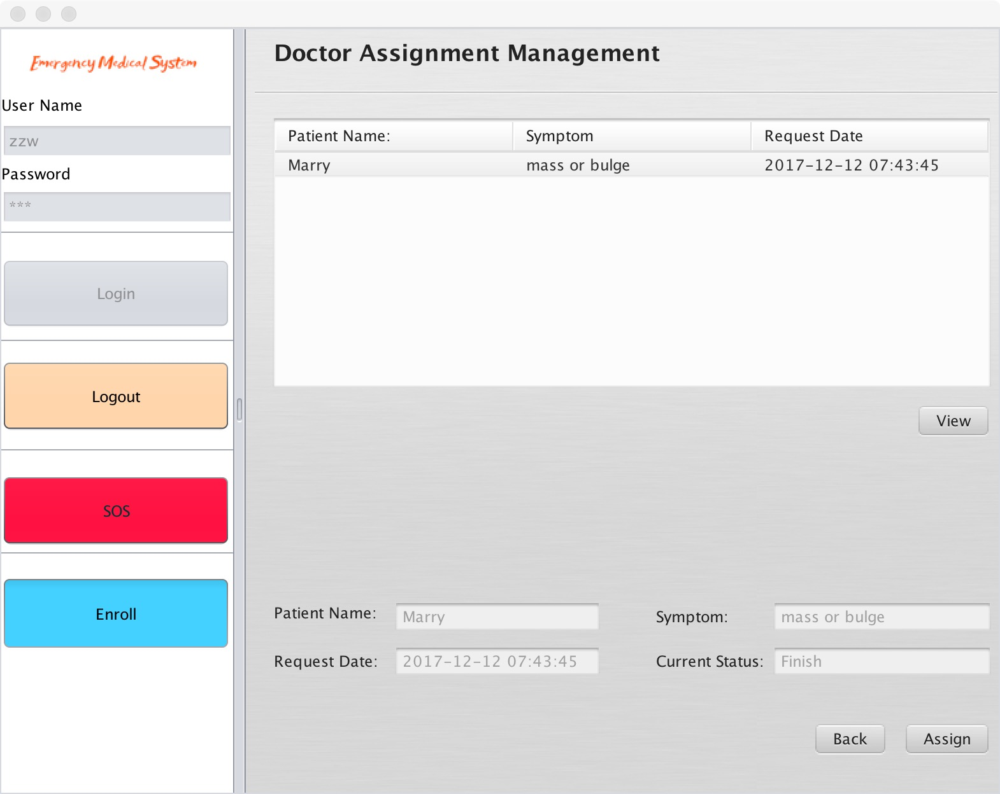 Emergency Medical System
User Name
zzw
Password
***
Login
Logout
SOS
Enroll
Doctor Assignment Management
Patient Name: Symptom Request Date
Marry mass or bulge 2017-12-12 07:43:45
View
Patient Name: Marry Symptom: mass or bulge
Request Date: 2017-12-12 07:43:45 Current Status: Finish
Back Assign